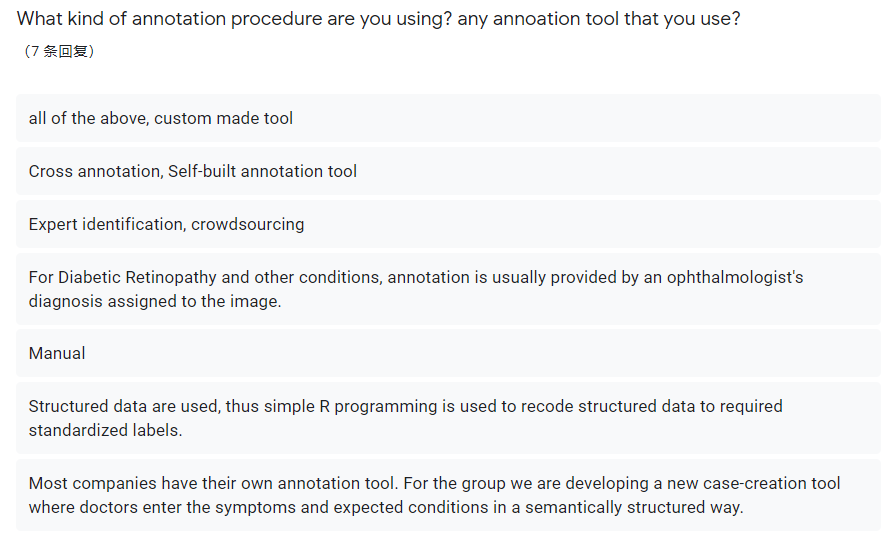 What kind of annotation procedure are you using? any annoation tool that you use?
（7 条回复）
all of the above, custom made tool
Cross annotation, Self-built annotation tool
Expert identification, crowdsourcing
For Diabetic Retinopathy and other conditions, annotation is usually provided by an ophthalmologist's
diagnosis assigned to the image.
Manual
Structured data are used, thus simple R programming is used to recode structured data to required
standardized labels.
Most companies have their own annotation tool. For the group we are developing a new case-creation tool
where doctors enter the symptoms and expected conditions in a semantically structured way.